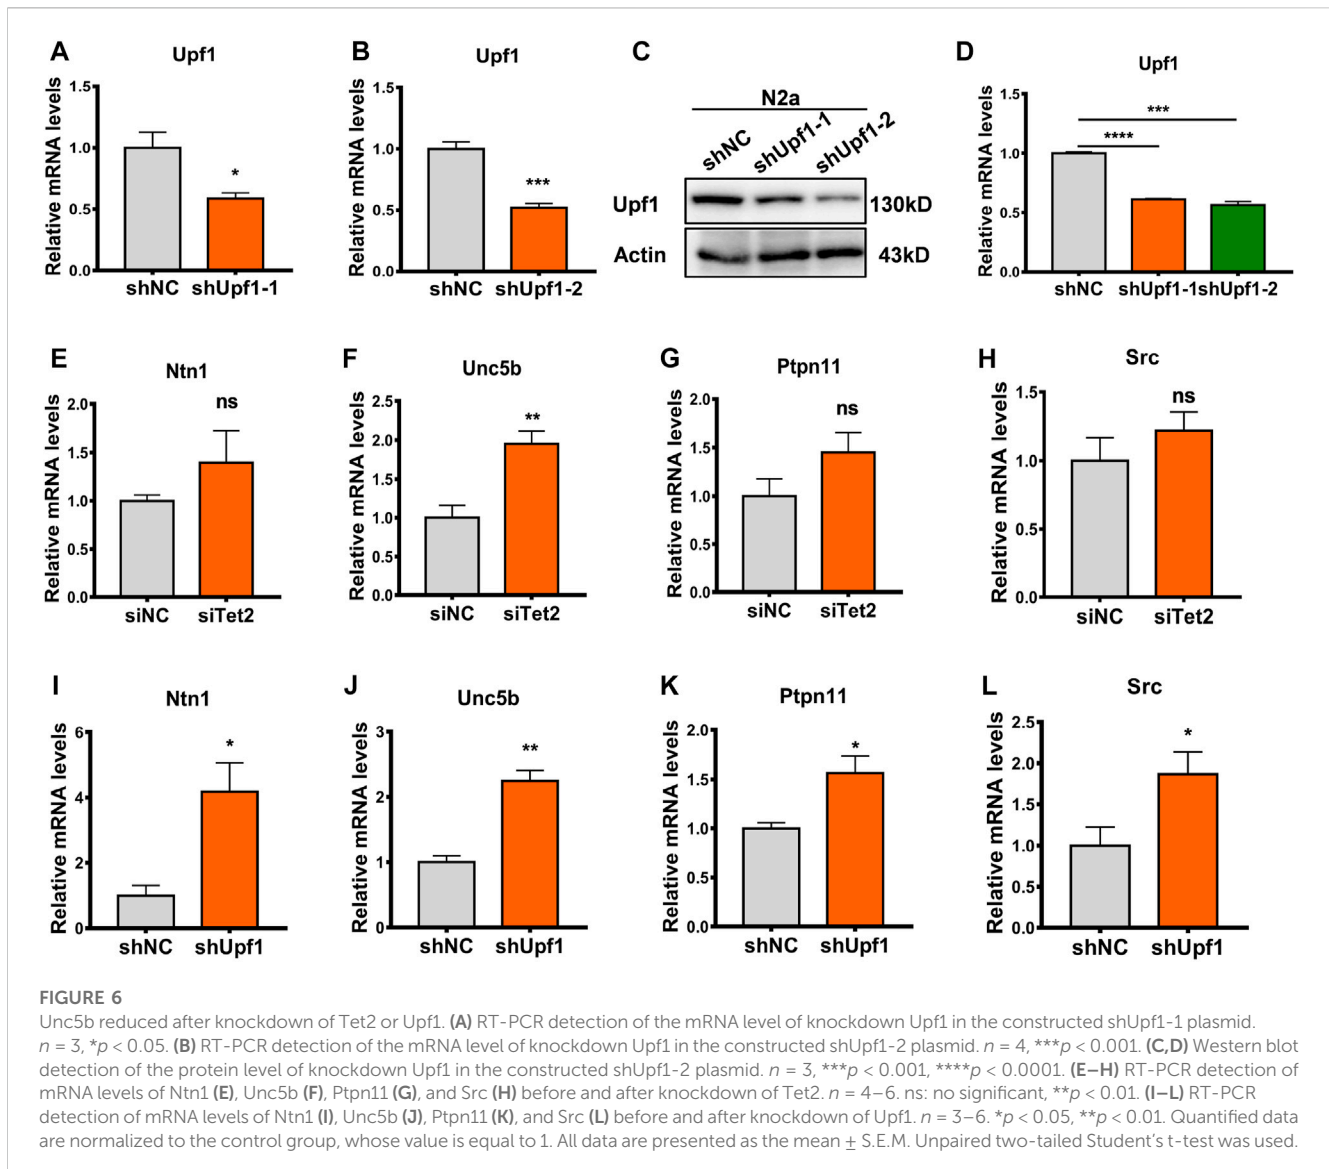 A
Upf1
Relative mRNA levels
1.5
1.0
0.5
0.0
*
shNC shUpf1-1
B
Upf1
Relative mRNA levels
1.5
1.0
0.5
0.0
***
shNC shUpf1-2
C
N2a
shNC shUpf1-1 shUpf1-2
Upf1 130kD
Actin 43kD
D
Upf1
Relative mRNA levels
1.5
1.0
0.5
0.0
***
****
shNC shUpf1-1 shUpf1-2
E
Ntn1
Relative mRNA levels
2.0
1.5
1.0
0.5
0.0
ns
siNC siTet2
F
Unc5b
Relative mRNA levels
2.5
2.0
1.5
1.0
0.5
0.0
**
siNC siTet2
G
Ptpn11
Relative mRNA levels
2.0
1.5
1.0
0.5
0.0
ns
siNC siTet2
H
Src
Relative mRNA levels
1.5
1.0
0.5
0.0
ns
siNC siTet2
I
Ntn1
Relative mRNA levels
6
4
2
0
*
shNC shUpf1
J
Unc5b
Relative mRNA levels
3
2
1
0
**
shNC shUpf1
K
Ptpn11
Relative mRNA levels
2.0
1.5
1.0
0.5
0.0
*
shNC shUpf1
L
Src
Relative mRNA levels
2.5
2.0
1.5
1.0
0.5
0.0
*
shNC shUpf1
FIGURE 6
Unc5b reduced after knockdown of Tet2 or Upf1. (A) RT-PCR detection of the mRNA level of knockdown Upf1 in the constructed shUpf1-1 plasmid.
n = 3, *p < 0.05. (B) RT-PCR detection of the mRNA level of knockdown Upf1 in the constructed shUpf1-2 plasmid. n = 4, ***p < 0.001. (C,D) Western blot
detection of the protein level of knockdown Upf1 in the constructed shUpf1-2 plasmid. n = 3, ***p < 0.001, ****p < 0.0001. (E–H) RT-PCR detection of
mRNA levels of Ntn1 (E), Unc5b (F), Ptpn11 (G), and Src (H) before and after knockdown of Tet2. n = 4–6. ns: no significant, **p < 0.01. (I–L) RT-PCR
detection of mRNA levels of Ntn1 (I), Unc5b (J), Ptpn11 (K), and Src (L) before and after knockdown of Upf1. n = 3–6. *p < 0.05, **p < 0.01. Quantified data
are normalized to the control group, whose value is equal to 1. All data are presented as the mean ± S.E.M. Unpaired two-tailed Student's t-test was used.